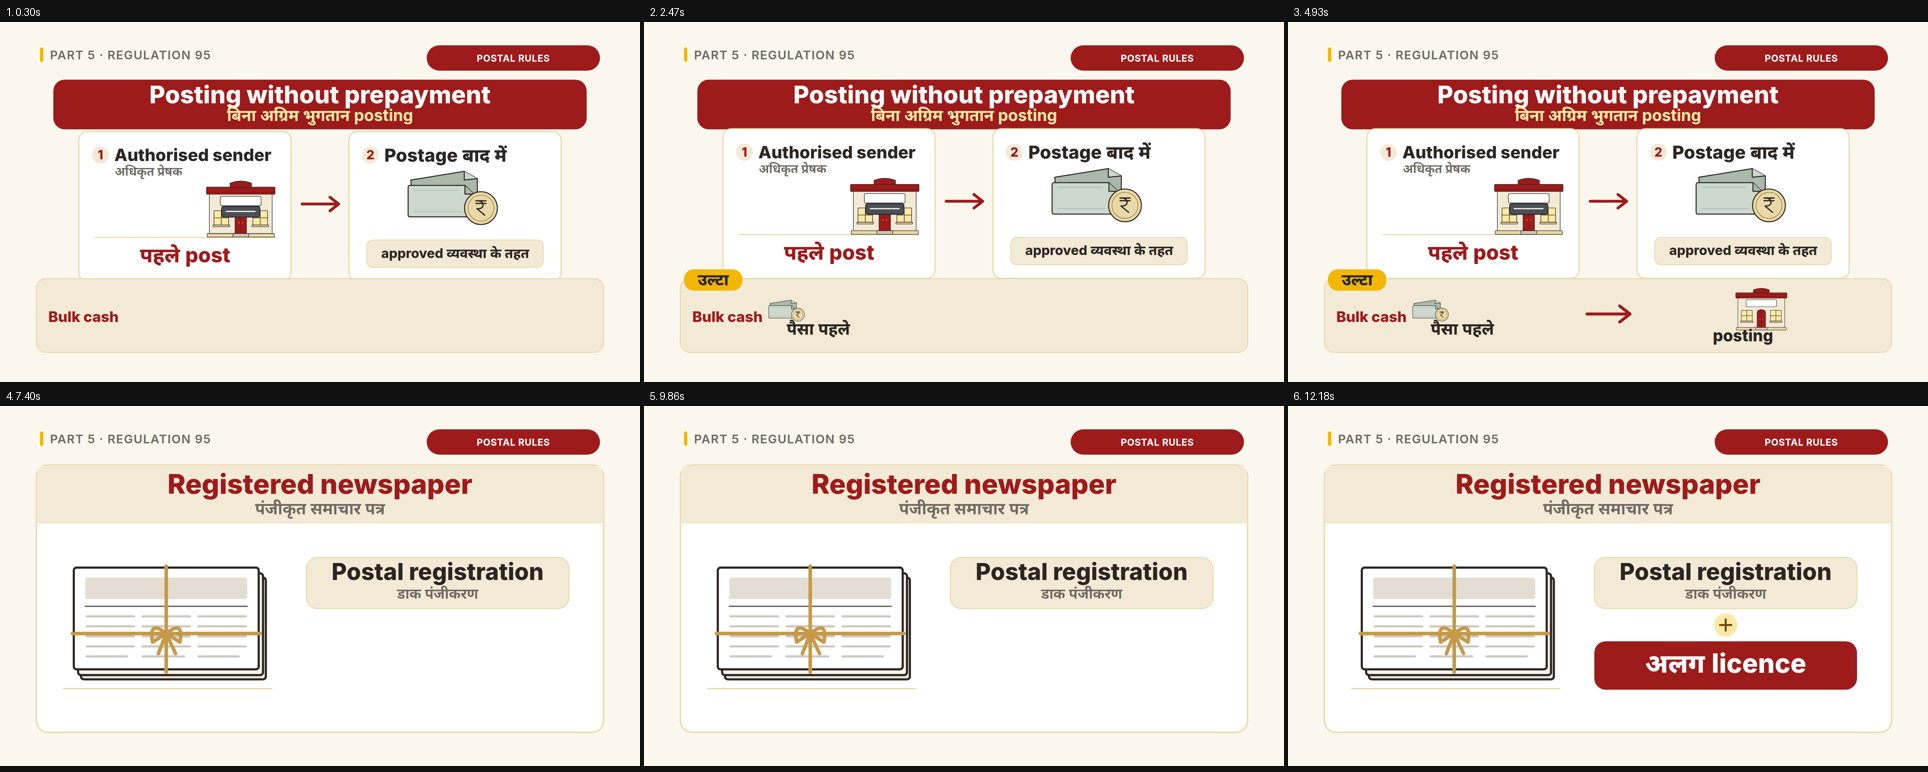 1. 0.30s
PART 5 · REGULATION 95
POSTAL RULES
Posting without prepayment
बिना अग्रिम भुगतान posting
1 Authorised sender
अधिकृत प्रेषक
पहले post
2 Postage बाद में
₹
approved व्यवस्था के तहत
Bulk cash
2. 2.47s
PART 5 · REGULATION 95
POSTAL RULES
Posting without prepayment
बिना अग्रिम भुगतान posting
1 Authorised sender
अधिकृत प्रेषक
पहले post
2 Postage बाद में
₹
approved व्यवस्था के तहत
उल्टा
Bulk cash
पैसा पहले
3. 4.93s
PART 5 · REGULATION 95
POSTAL RULES
Posting without prepayment
बिना अग्रिम भुगतान posting
1 Authorised sender
अधिकृत प्रेषक
पहले post
2 Postage बाद में
₹
approved व्यवस्था के तहत
उल्टा
Bulk cash
पैसा पहले
posting
4. 7.40s
PART 5 · REGULATION 95
POSTAL RULES
Registered newspaper
पंजीकृत समाचार पत्र
Postal registration
डाक पंजीकरण
5. 9.86s
PART 5 · REGULATION 95
POSTAL RULES
Registered newspaper
पंजीकृत समाचार पत्र
Postal registration
डाक पंजीकरण
6. 12.18s
PART 5 · REGULATION 95
POSTAL RULES
Registered newspaper
पंजीकृत समाचार पत्र
Postal registration
डाक पंजीकरण
+
अलग licence